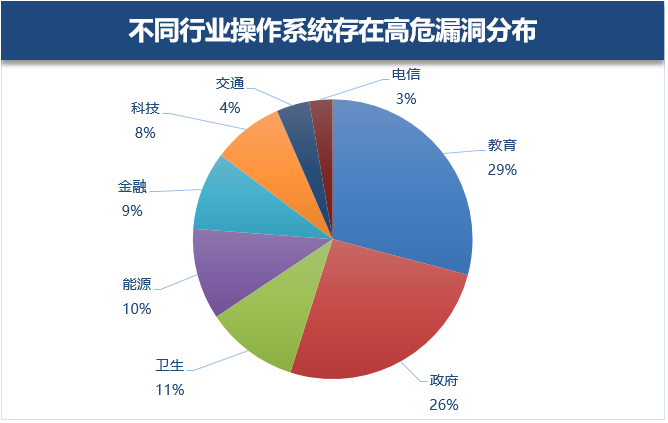 不同行业操作系统存在高危漏洞分布
电信
3%
教育
29%
政府
26%
卫生
11%
能源
10%
金融
9%
科技
8%
交通
4%